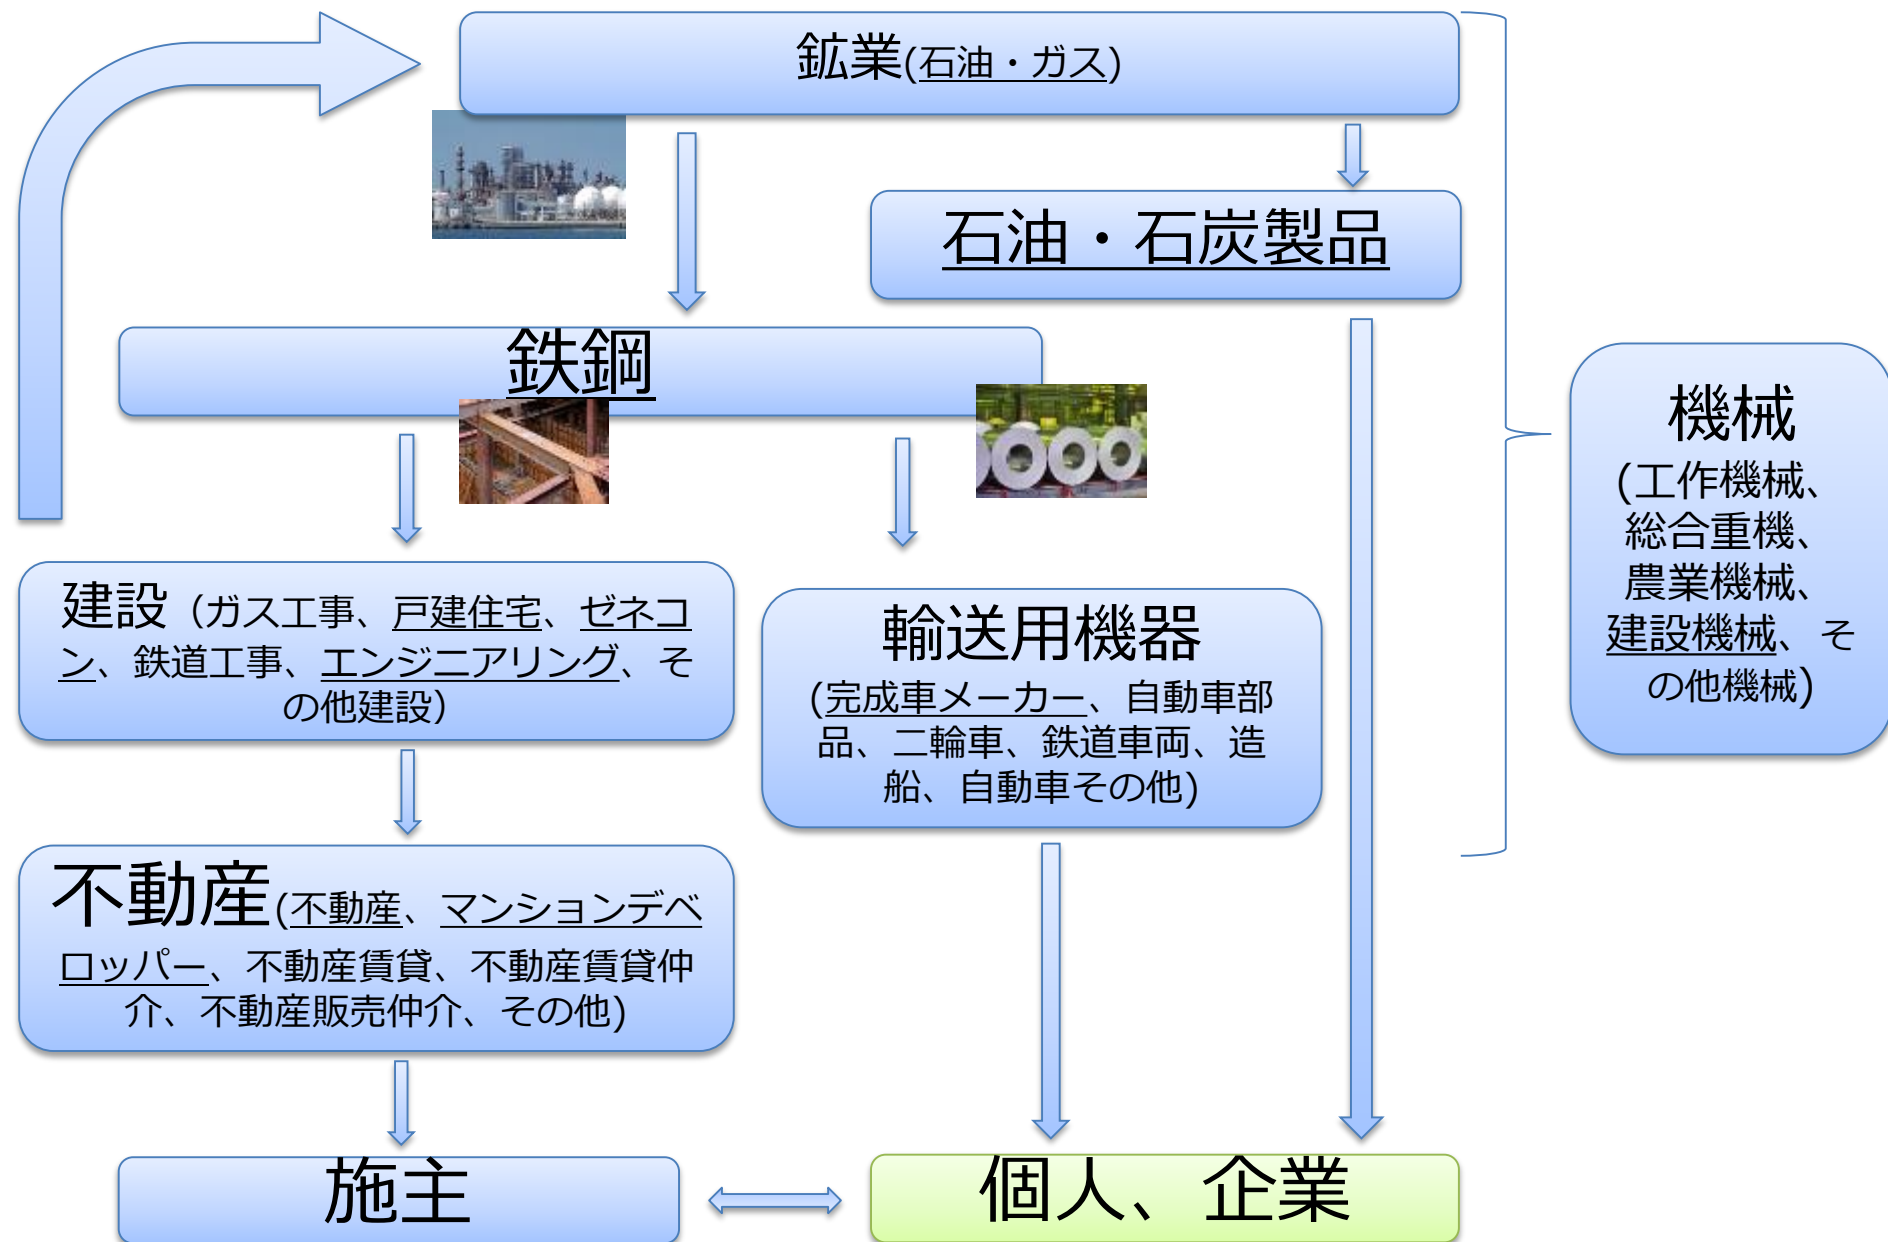 鉱業(石油・ガス)
石油・石炭製品
鉄鋼
機械
(工作機械、
総合重機、
農業機械、
建設機械、そ
の他機械)
建設（ガス工事、戸建住宅、ゼネコ
ン、鉄道工事、エンジニアリング、そ
の他建設）
輸送用機器
(完成車メーカー、自動車部
品、二輪車、鉄道車両、造
船、自動車その他)
不動産(不動産、マンションデベ
ロッパー、不動産賃貸、不動産賃貸仲
介、不動産販売仲介、その他)
施主
個人、企業